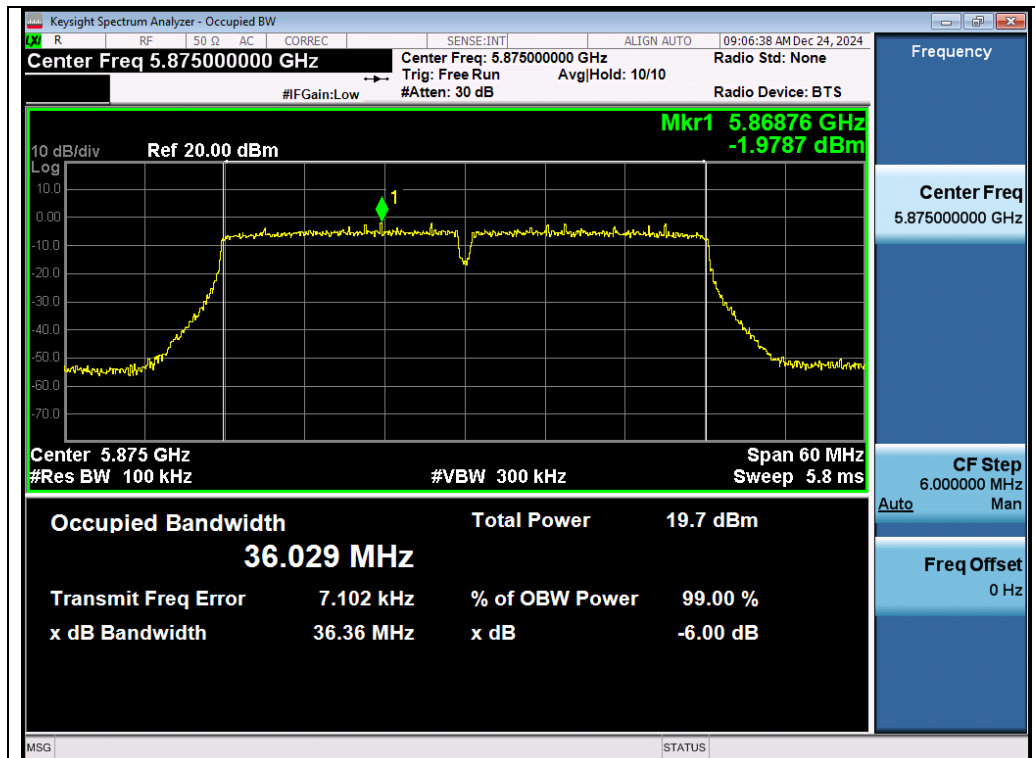 Keysight Spectrum Analyzer - Occupied BW
LXI R RF 50 Ω AC CORREC SENSE:INT ALIGN AUTO 09:06:38 AM Dec 24, 2024
Center Freq 5.875000000 GHz
Center Freq: 5.875000000 GHz
Radio Std: None
Trig: Free Run Avg|Hold: 10/10
#IFGain:Low
#Atten: 30 dB
Radio Device: BTS
Mkr1 5.86876 GHz
-1.9787 dBm
10 dB/div Ref 20.00 dBm
Log
10.0
0.00
-10.0
-20.0
-30.0
-40.0
-50.0
-60.0
-70.0
1
Center 5.875 GHz
Span 60 MHz
#Res BW 100 kHz
#VBW 300 kHz
Sweep 5.8 ms
Occupied Bandwidth
36.029 MHz
Total Power 19.7 dBm
Transmit Freq Error 7.102 kHz
% of OBW Power 99.00 %
x dB Bandwidth 36.36 MHz
x dB -6.00 dB
Frequency
Center Freq
5.875000000 GHz
CF Step
6.000000 MHz
Auto Man
Freq Offset
0 Hz
MSG
STATUS